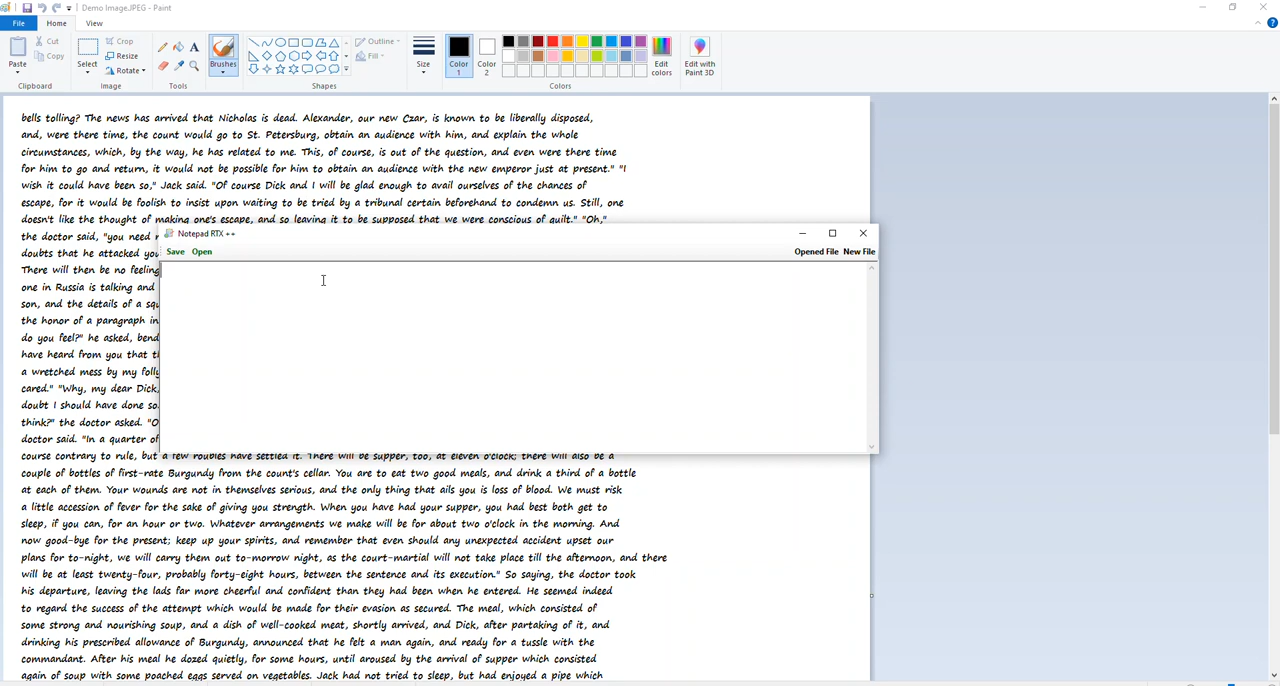 Demo Image.JPEG - Paint
File Home View
Paste
Cut
Copy
Clipboard
Select
Crop
Resize
Rotate
Image
Tools
Brushes
Outline
Fill
Shapes
Size
Color 1
Color 2
Edit colors
Colors
Edit with Paint 3D
bells tolling? The news has arrived that Nicholas is dead. Alexander, our new Czar, is known to be liberally disposed,
and, were there time, the count would go to St. Petersburg, obtain an audience with him, and explain the whole
circumstances, which, by the way, he has related to me. This, of course, is out of the question, and even were there time
for him to go and return, it would not be possible for him to obtain an audience with the new emperor just at present." "I
wish it could have been so," Jack said. "Of course Dick and I will be glad enough to avail ourselves of the chances of
escape, for it would be foolish to insist upon waiting to be tried by a tribunal certain beforehand to condemn us. Still, one
doesn't like the thought of making one's escape, and so leaving it to be supposed that we were conscious of guilt." "Oh,"
the doctor said, "you need
doubts that he attacked
There will then be no feeling
one in Russia is talking and
son, and the details of a
the honor of a paragraph in
do you feel?" he asked,
have heard from you that
a wretched mess by my folly
cared." "Why, my dear Dick,
doubt I should have done so
think?" the doctor asked.
doctor said. "In a quarter of
Notepad RTX ++
Save Open Opened File New File
course contrary to rule, but a few roubles have settled it. There will be supper, too, at eleven o'clock; there will also be a
couple of bottles of first-rate Burgundy from the count's cellar. You are to eat two good meals, and drink a third of a bottle
at each of them. Your wounds are not in themselves serious, and the only thing that ails you is loss of blood. We must risk
a little accession of fever for the sake of giving you strength. When you have had your supper, you had best both get to
sleep, if you can, for an hour or two. Whatever arrangements we make will be for about two o'clock in the morning. And
now good-bye for the present; keep up your spirits, and remember that even should any unexpected accident upset our
plans for to-night, we will carry them out to-morrow night, as the court-martial will not take place till the afternoon, and there
will be at least twenty-four, probably forty-eight hours, between the sentence and its execution." So saying, the doctor took
his departure, leaving the lads far more cheerful and confident than they had been when he entered. He seemed indeed
to regard the success of the attempt which would be made for their evasion as secured. The meal, which consisted of
some strong and nourishing soup, and a dish of well-cooked meat, shortly arrived, and Dick, after partaking of it, and
drinking his prescribed allowance of Burgundy, announced that he felt a man again, and ready for a tussle with the
commandant. After his meal he dozed quietly, for some hours, until aroused by the arrival of supper which consisted
again of soup with some poached eggs served on vegetables. Jack had not tried to sleep, but had enjoyed a pipe which